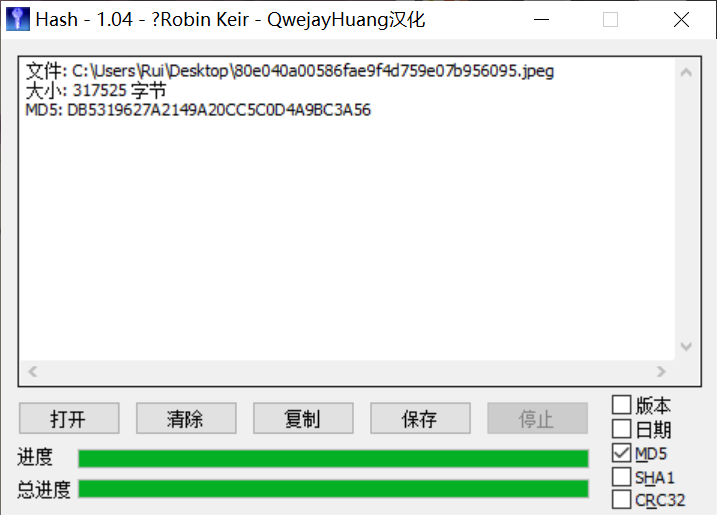 Hash - 1.04 - ?Robin Keir - QwejayHuang汉化
文件: C:\Users\Rui\Desktop\80e040a00586fae9f4d759e07b956095.jpeg
大小: 317525 字节
MD5: DB5319627A2149A20CC5C0D4A9BC3A56
打开 清除 复制 保存 停止
版本
日期
MD5
SHA1
CRC32
进度
总进度